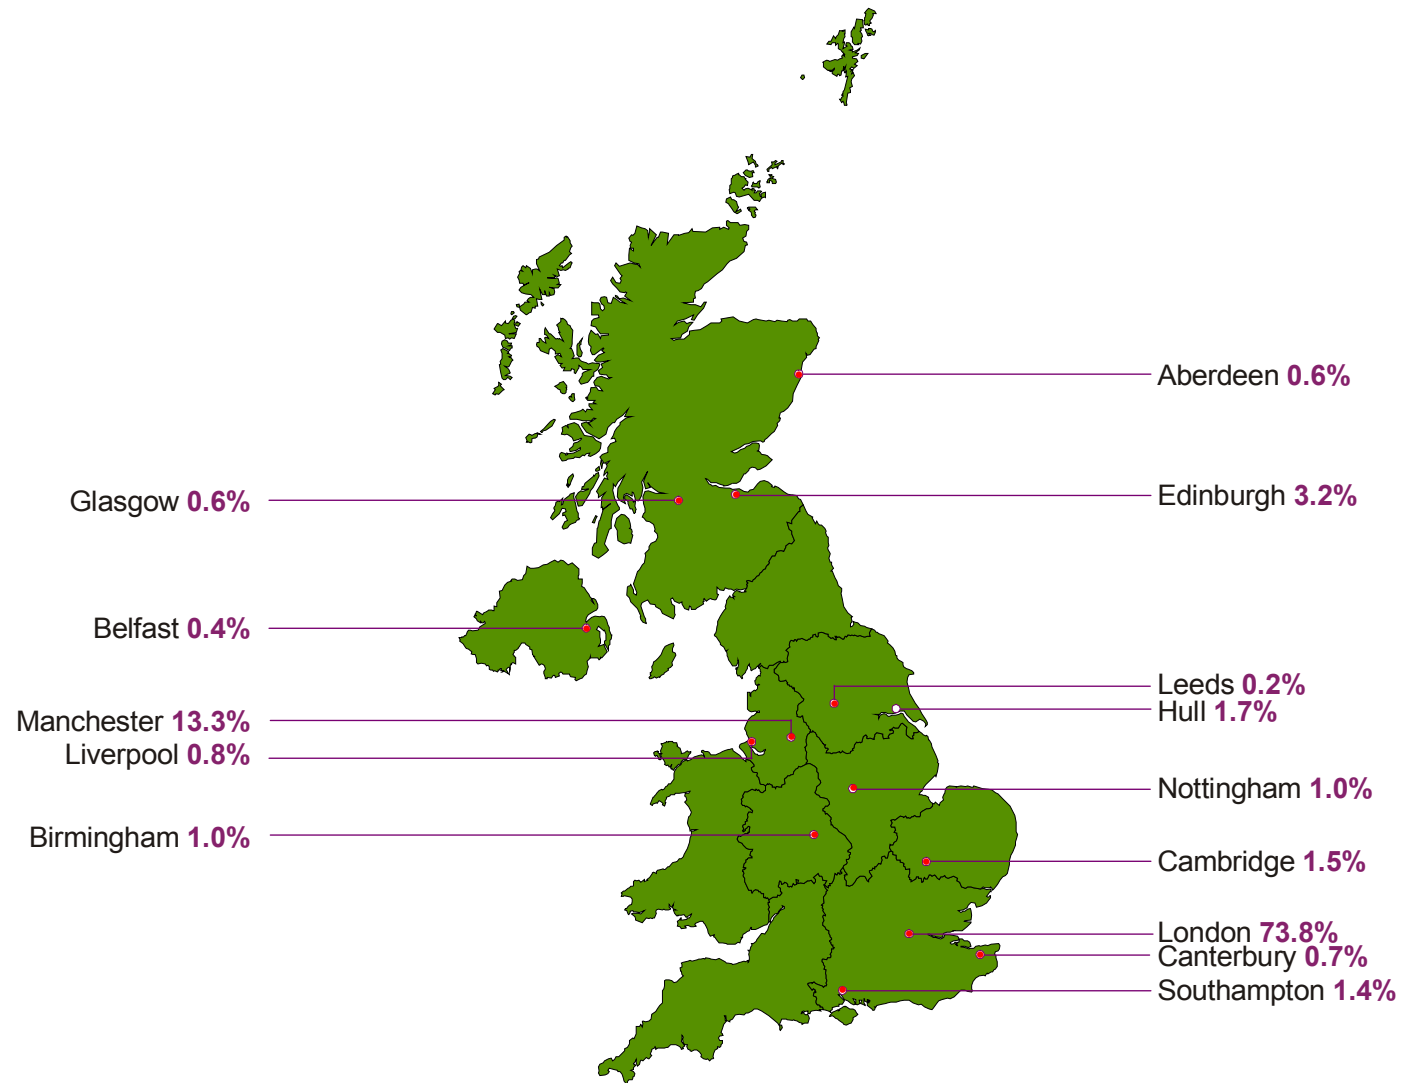 Aberdeen 0.6%
Glasgow 0.6%
Edinburgh 3.2%
Belfast 0.4%
Leeds 0.2%
Hull 1.7%
Manchester 13.3%
Liverpool 0.8%
Nottingham 1.0%
Birmingham 1.0%
Cambridge 1.5%
London 73.8%
Canterbury 0.7%
Southampton 1.4%